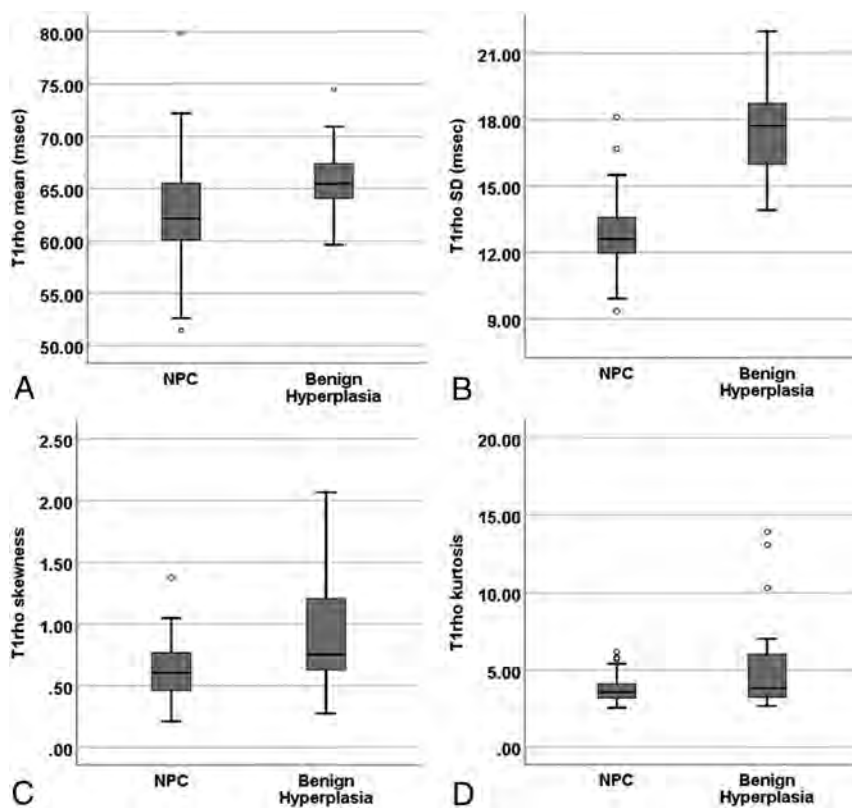 80.00
75.00
70.00
65.00
60.00
55.00
50.00
T1rho mean (msec)
NPC
Benign
Hyperplasia
A
21.00
18.00
15.00
12.00
9.00
T1rho SD (msec)
NPC
Benign
Hyperplasia
B
2.50
2.00
1.50
1.00
.50
.00
T1rho skewness
NPC
Benign
Hyperplasia
C
20.00
15.00
10.00
5.00
.00
T1rho kurtosis
NPC
Benign
Hyperplasia
D